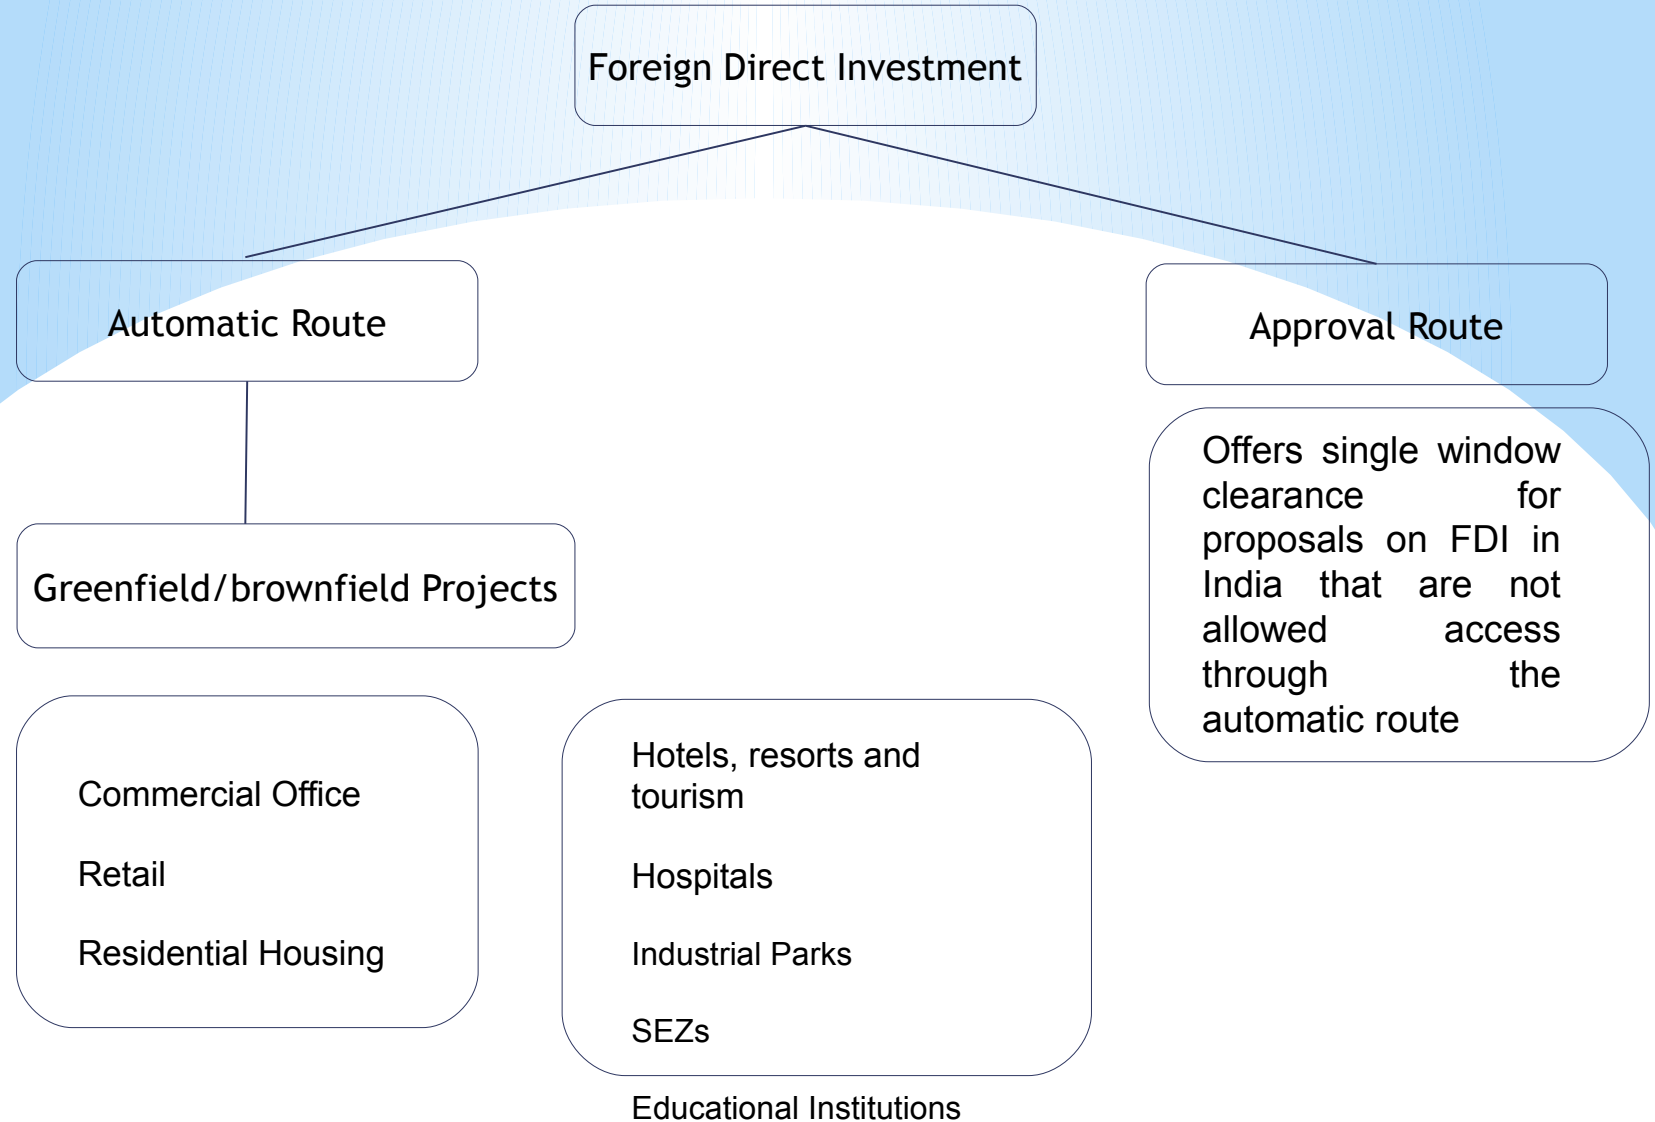 Foreign Direct Investment
Automatic Route
Approval Route
Offers single window
clearance for
proposals on FDI in
India that are not
allowed access
through the
automatic route
Greenfield/brownfield Projects
Commercial Office
Retail
Residential Housing
Hotels, resorts and
tourism
Hospitals
Industrial Parks
SEZs
Educational Institutions